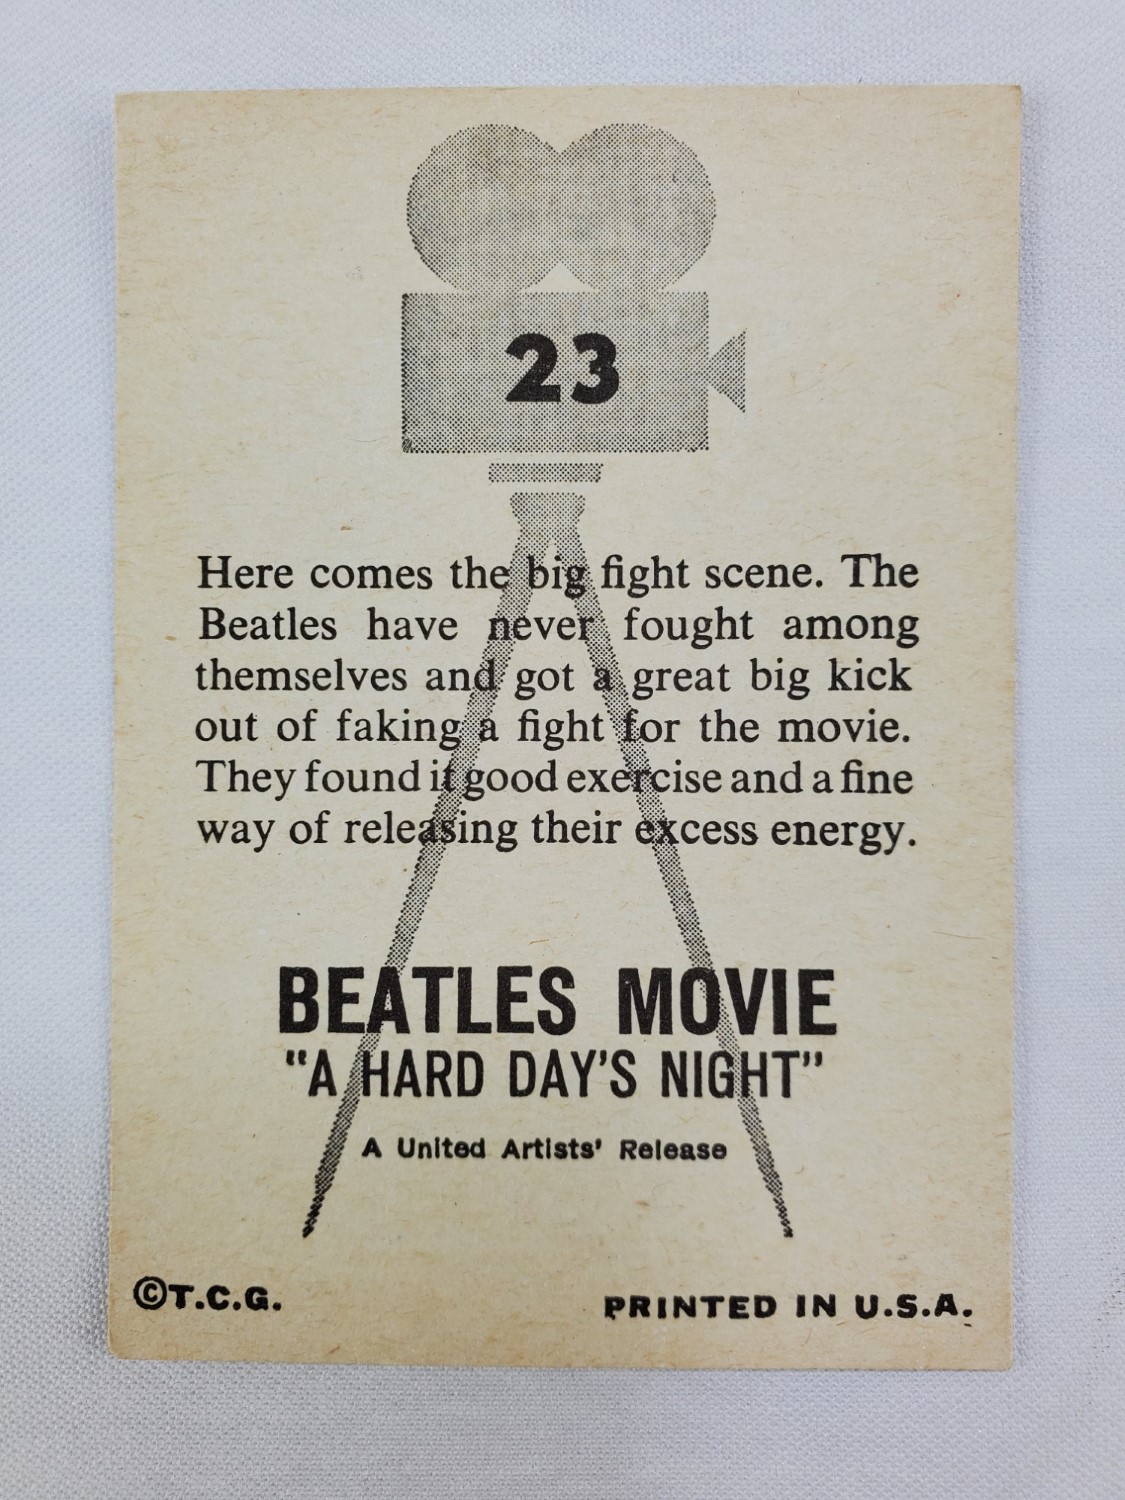 23
Here comes the big fight scene. The
Beatles have never fought among
themselves and got a great big kick
out of faking a fight for the movie.
They found it good exercise and a fine
way of releasing their excess energy.
BEATLES MOVIE
"A HARD DAY'S NIGHT"
A United Artists' Release
©T.C.G.
PRINTED IN U.S.A.